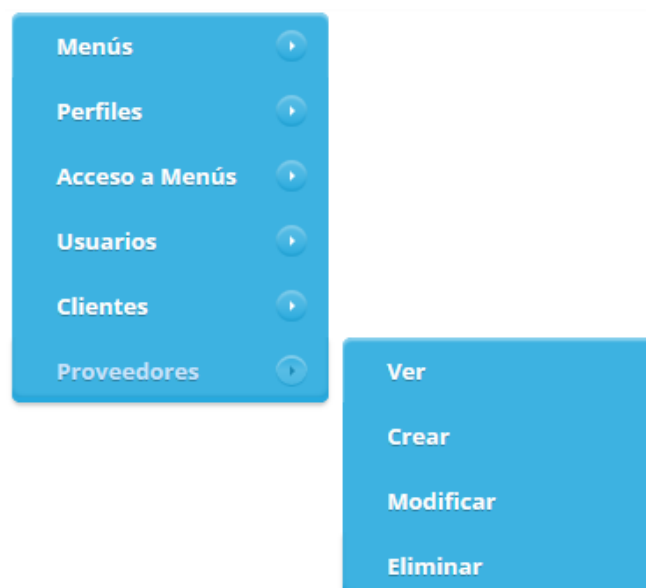 Menús
Perfiles
Acceso a Menús
Usuarios
Clientes
Proveedores
Ver
Crear
Modificar
Eliminar